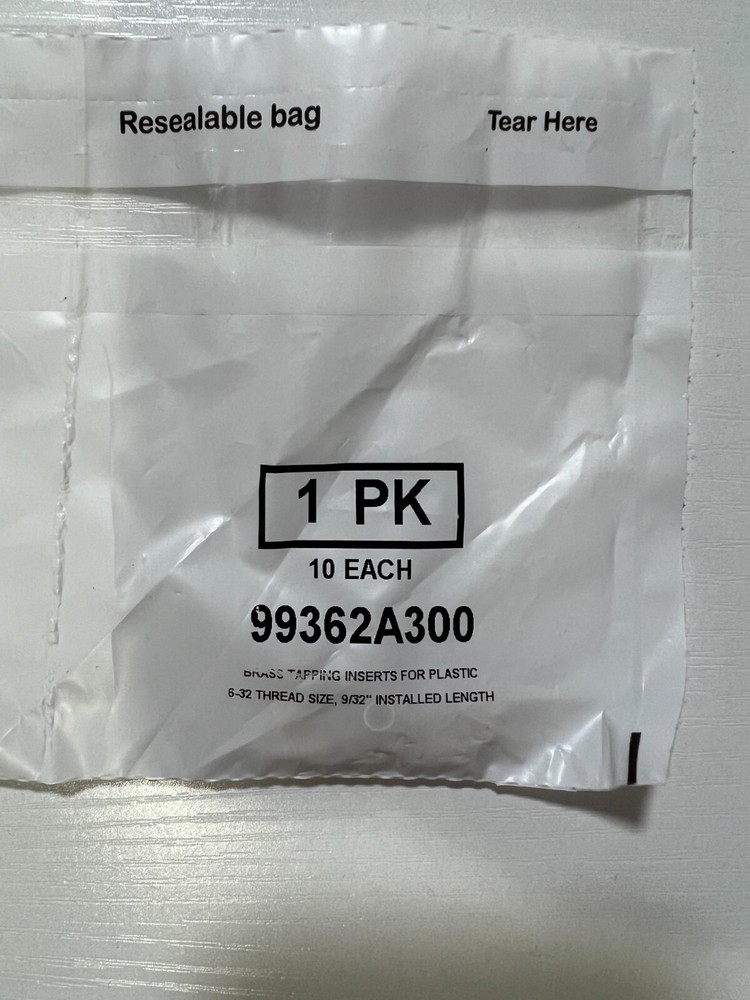 Resealable bag
Tear Here
1 PK
10 EACH
99362A300
BRASS TAPPING INSERTS FOR PLASTIC
6-32 THREAD SIZE, 9/32" INSTALLED LENGTH